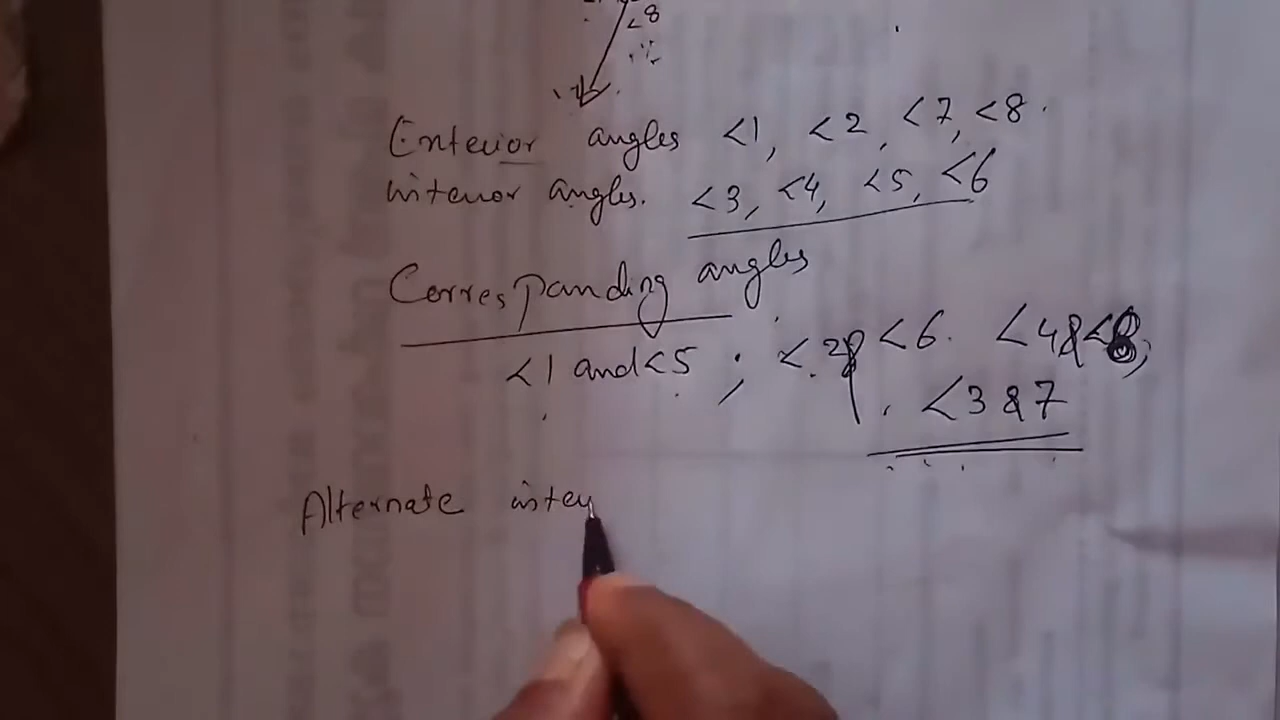 <8
Exterior angles <1, <2, <7, <8.
interior angles. <3, <4, <5, <6
Corresponding angles
<1 and <5 ; <2& <6. <4&<8,
<3 & 7
Alternate inter